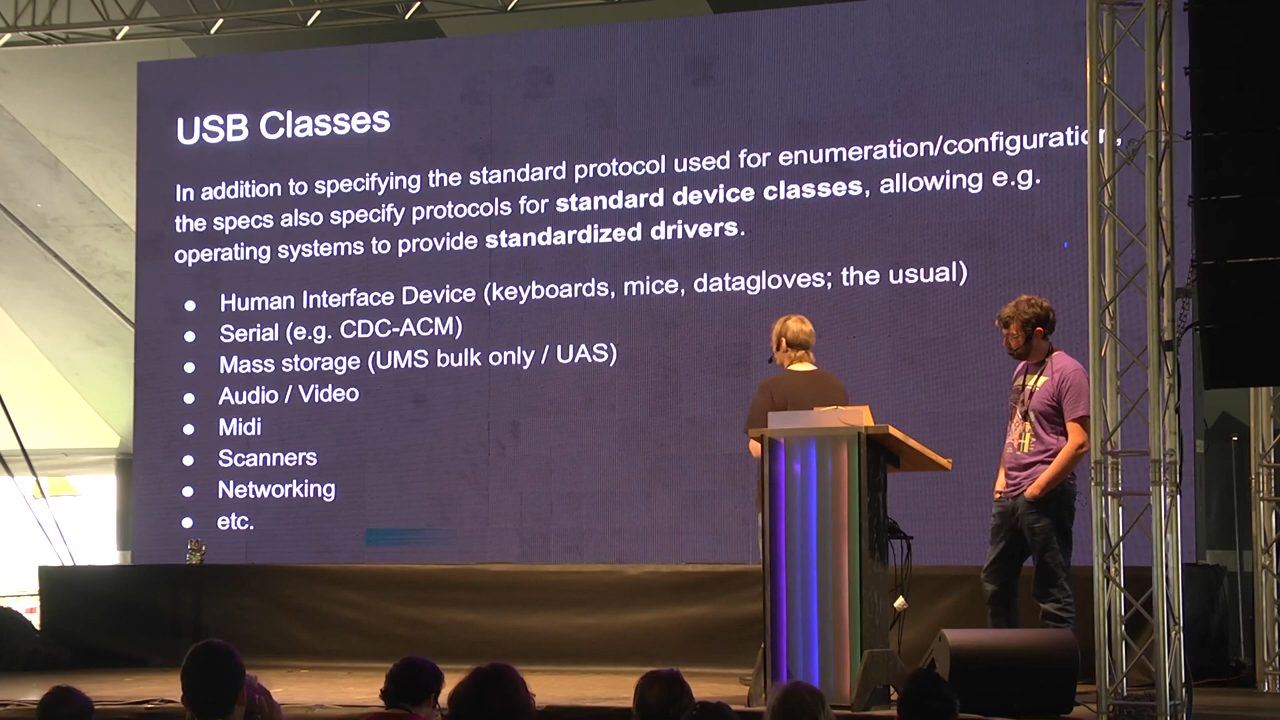 USB Classes
In addition to specifying the standard protocol used for enumeration/configuration,
the specs also specify protocols for standard device classes, allowing e.g.
operating systems to provide standardized drivers.
● Human Interface Device (keyboards, mice, datagloves; the usual)
● Serial (e.g. CDC-ACM)
● Mass storage (UMS bulk only / UAS)
● Audio / Video
● Midi
● Scanners
● Networking
● etc.